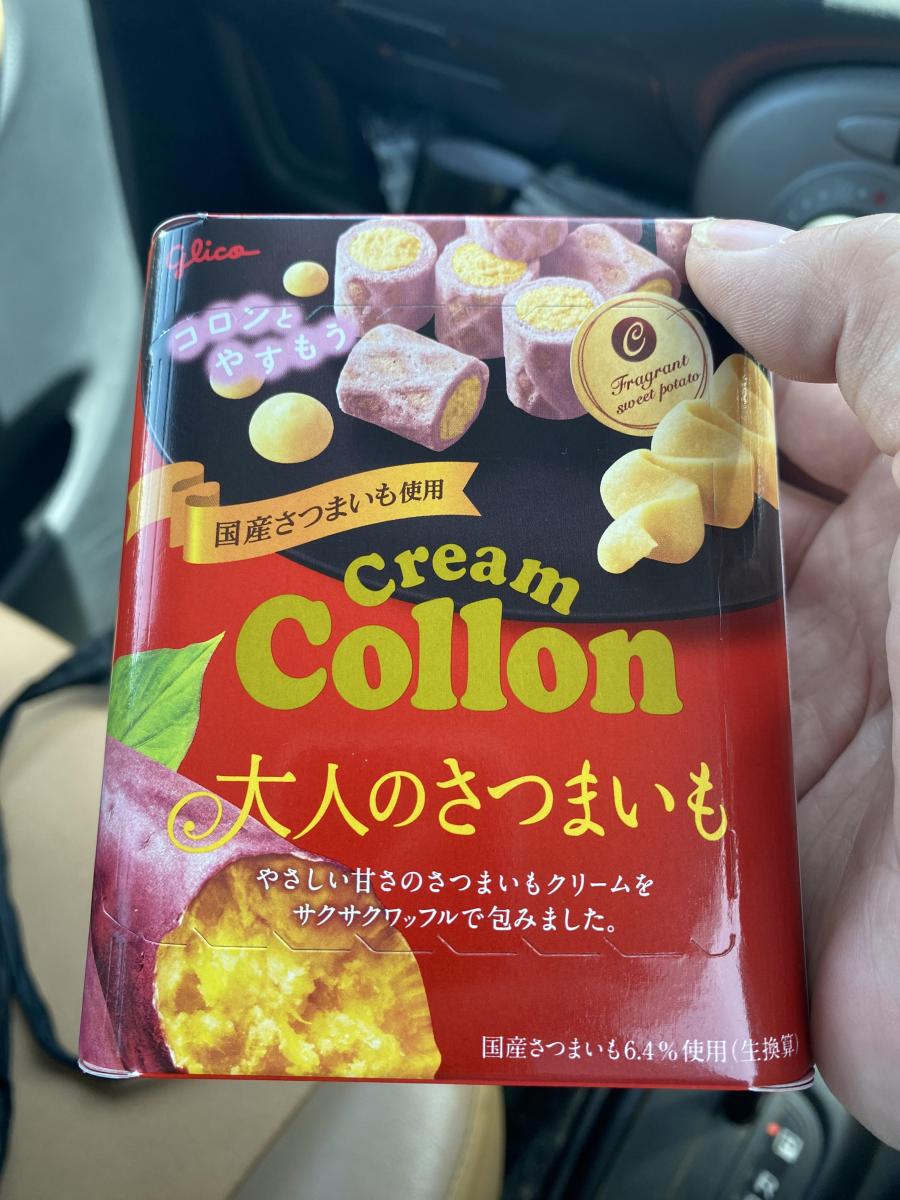 glico
コロンと
やすもう
C
Fragrant
sweet potato
国産さつまいも使用
Cream
Collon
大人のさつまいも
やさしい甘さのさつまいもクリームを
サクサクワッフルで包みました。
国産さつまいも6.4%使用(生換算)